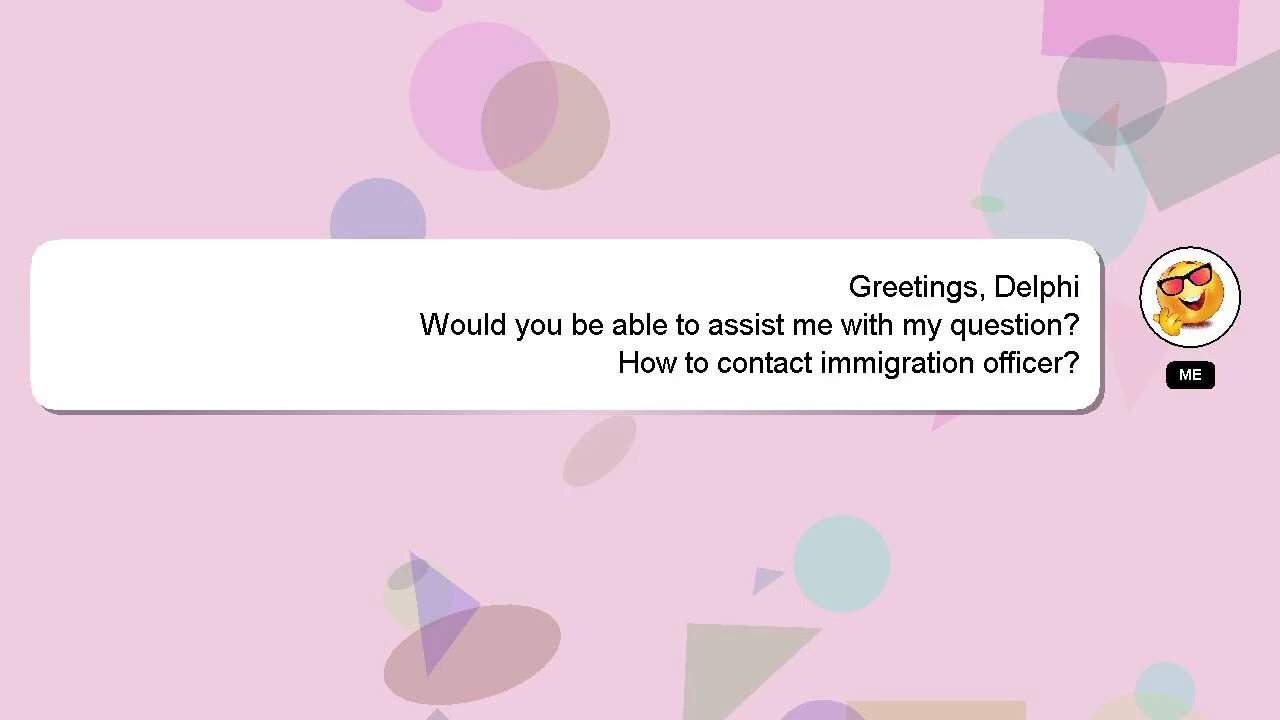 Greetings, Delphi
Would you be able to assist me with my question?
How to contact immigration officer?
ME